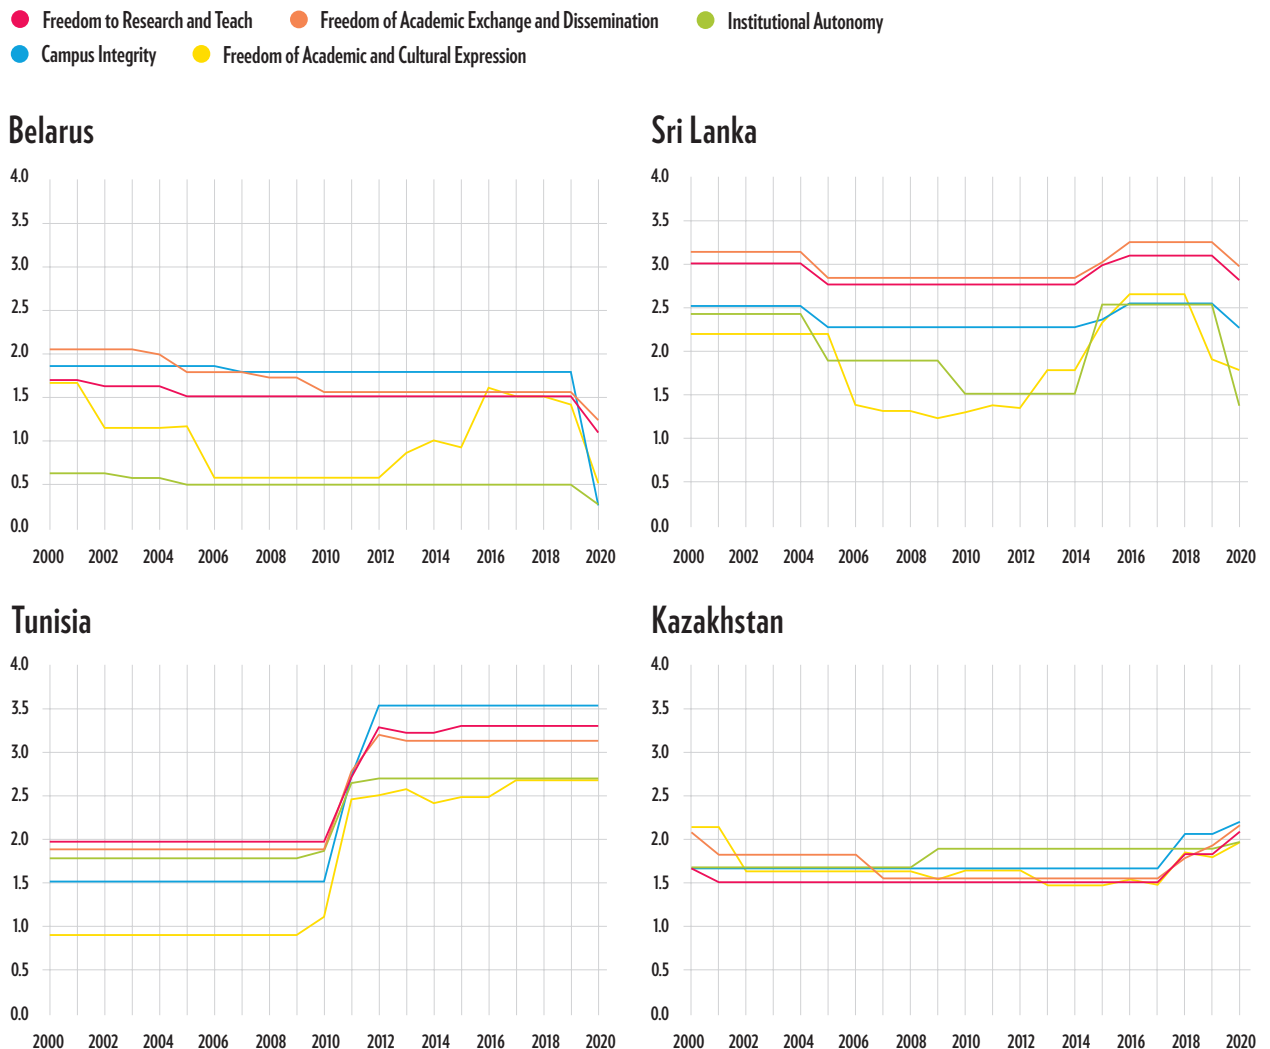 Freedom to Research and Teach
Freedom of Academic Exchange and Dissemination
Institutional Autonomy
Campus Integrity
Freedom of Academic and Cultural Expression
Belarus
4.0
3.5
3.0
2.5
2.0
1.5
1.0
0.5
0.0
2000 2002 2004 2006 2008 2010 2012 2014 2016 2018 2020
Sri Lanka
4.0
3.5
3.0
2.5
2.0
1.5
1.0
0.5
0.0
2000 2002 2004 2006 2008 2010 2012 2014 2016 2018 2020
Tunisia
4.0
3.5
3.0
2.5
2.0
1.5
1.0
0.5
0.0
2000 2002 2004 2006 2008 2010 2012 2014 2016 2018 2020
Kazakhstan
4.0
3.5
3.0
2.5
2.0
1.5
1.0
0.5
0.0
2000 2002 2004 2006 2008 2010 2012 2014 2016 2018 2020